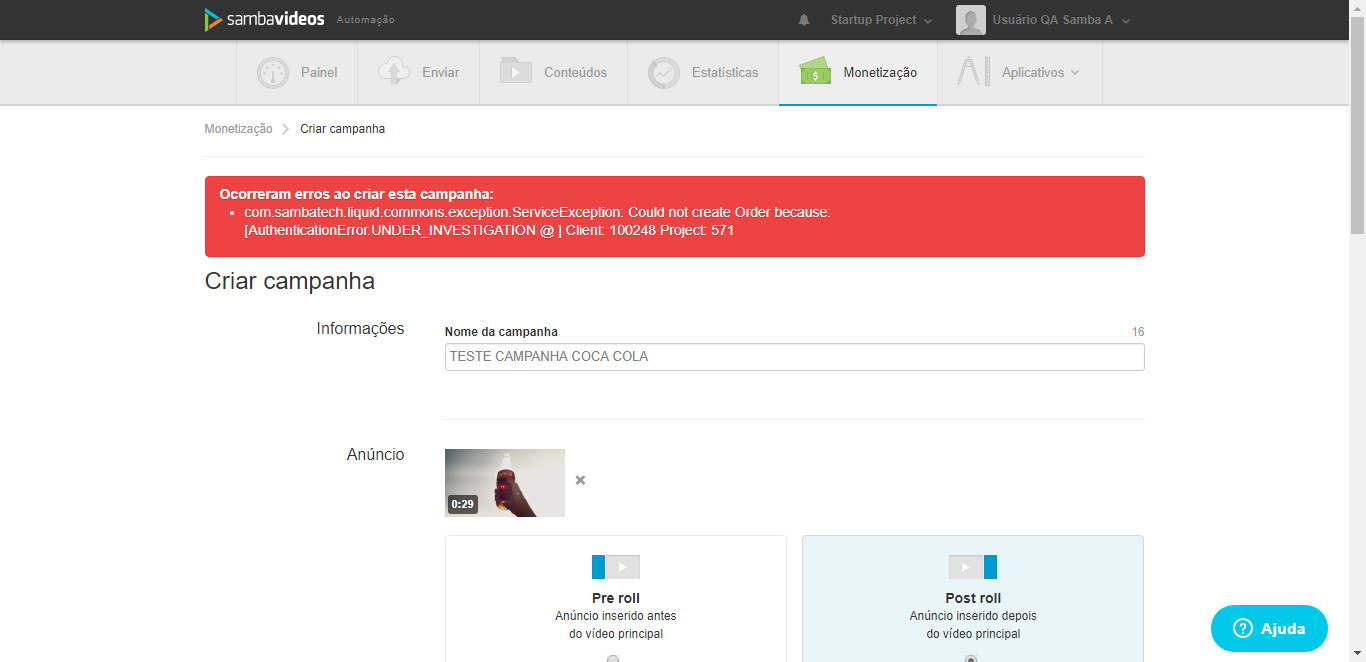 sambavideos Automação Startup Project Usuário QA Samba A
Painel Enviar Conteúdos Estatísticas Monetização Aplicativos
Monetização Criar campanha
Ocorreram erros ao criar esta campanha:
com.sambatech.liquid.commons.exception.ServiceException: Could not create Order because:
[AuthenticationError.UNDER_INVESTIGATION @ ] Client: 100248 Project: 571
Criar campanha
Informações
Nome da campanha 16
TESTE CAMPANHA COCA COLA
Anúncio
0:29
Pre roll
Anúncio inserido antes
do vídeo principal
Post roll
Anúncio inserido depois
do vídeo principal
Ajuda